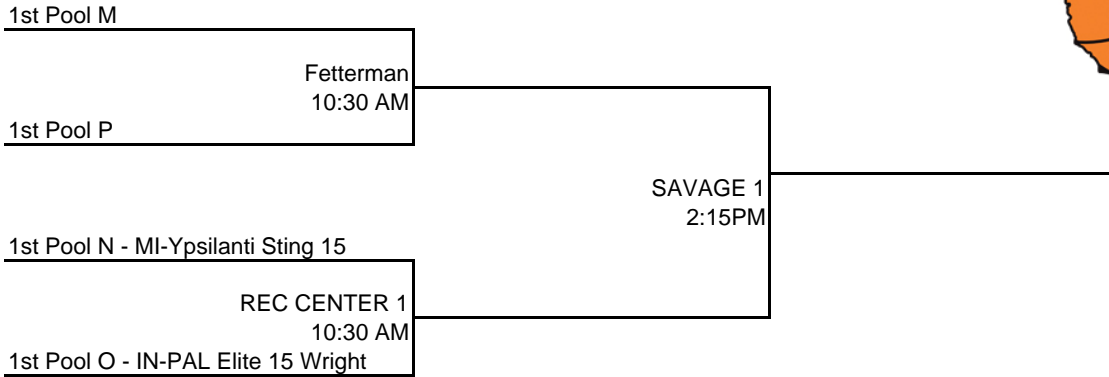 1st Pool M
Fetterman
10:30 AM
1st Pool P
SAVAGE 1
2:15PM
1st Pool N - MI-Ypsilanti Sting 15
REC CENTER 1
10:30 AM
1st Pool O - IN-PAL Elite 15 Wright